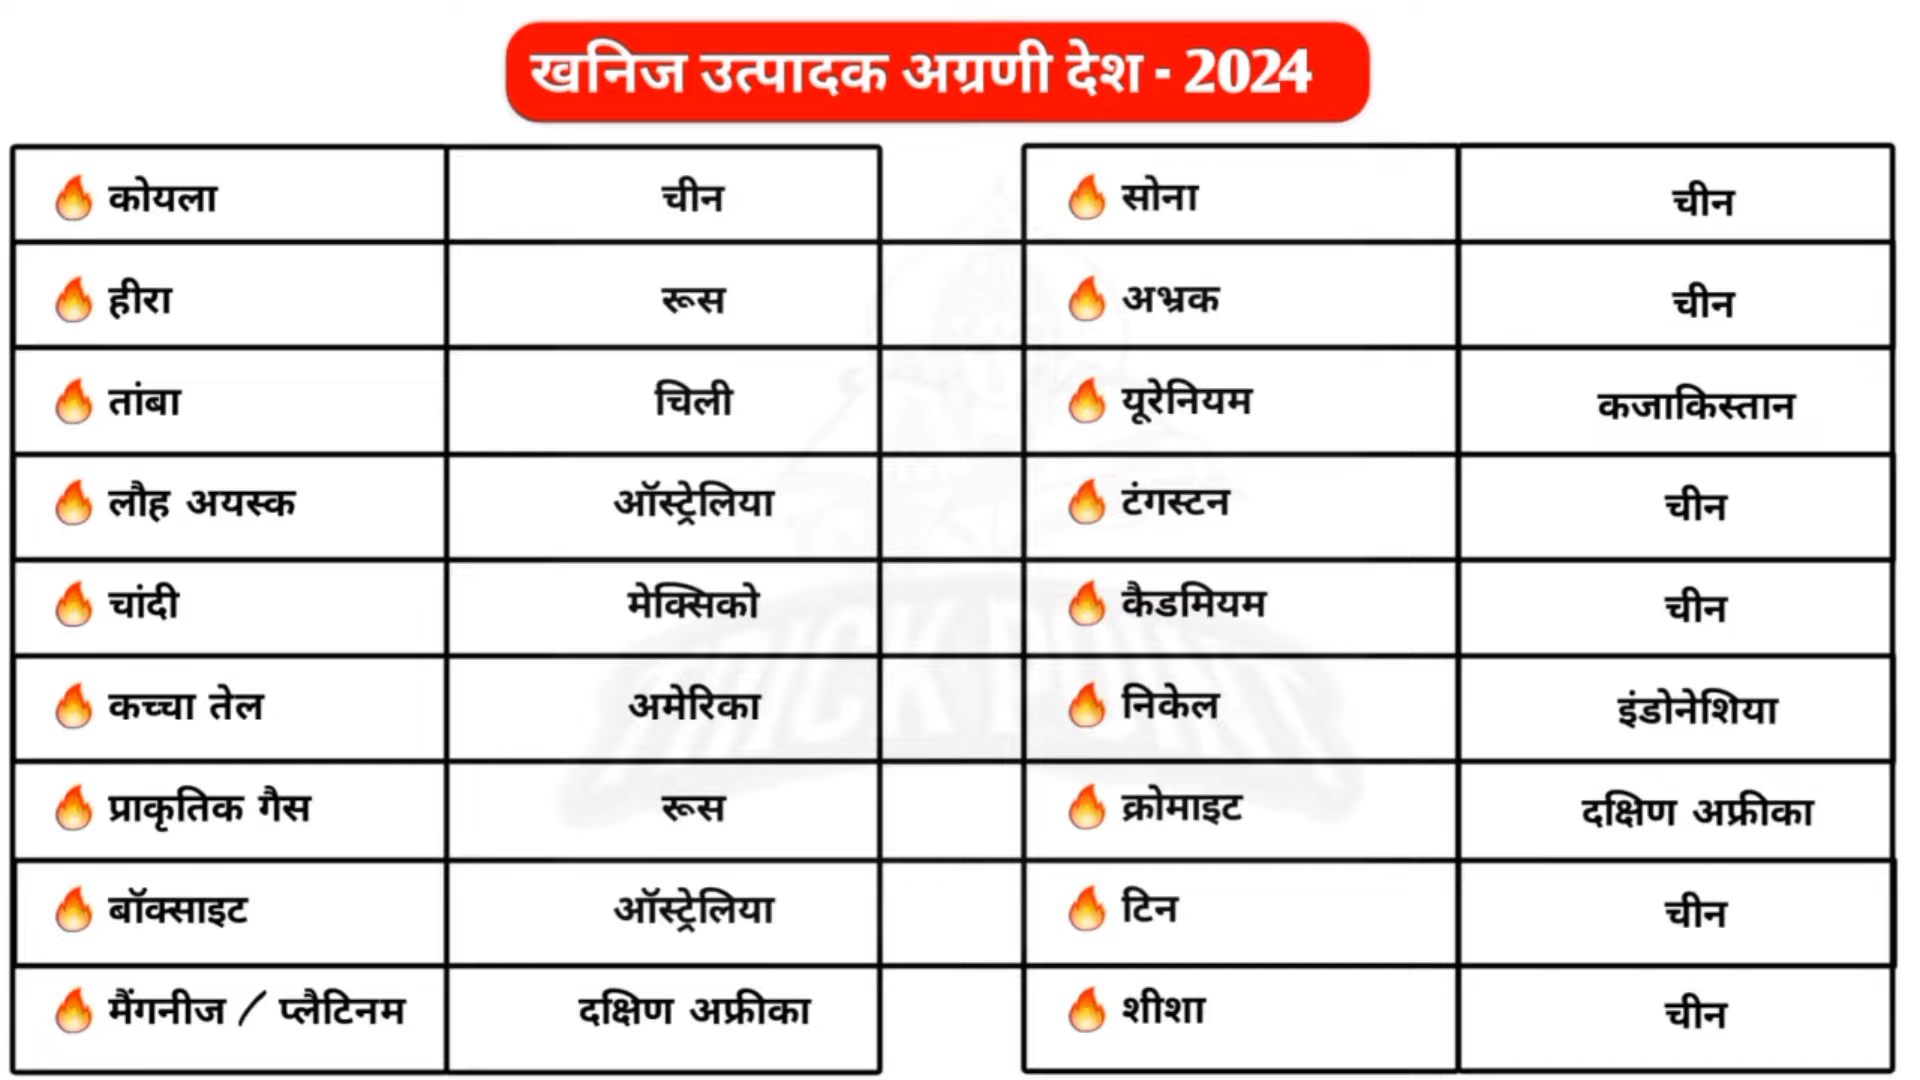 खनिज उत्पादक अग्रणी देश - 2024
कोयला चीन
हीरा रूस
तांबा चिली
लौह अयस्क ऑस्ट्रेलिया
चांदी मेक्सिको
कच्चा तेल अमेरिका
प्राकृतिक गैस रूस
बॉक्साइट ऑस्ट्रेलिया
मैंगनीज / प्लैटिनम दक्षिण अफ्रीका
सोना चीन
अभ्रक चीन
यूरेनियम कजाकिस्तान
टंगस्टन चीन
कैडमियम चीन
निकेल इंडोनेशिया
क्रोमाइट दक्षिण अफ्रीका
टिन चीन
शीशा चीन